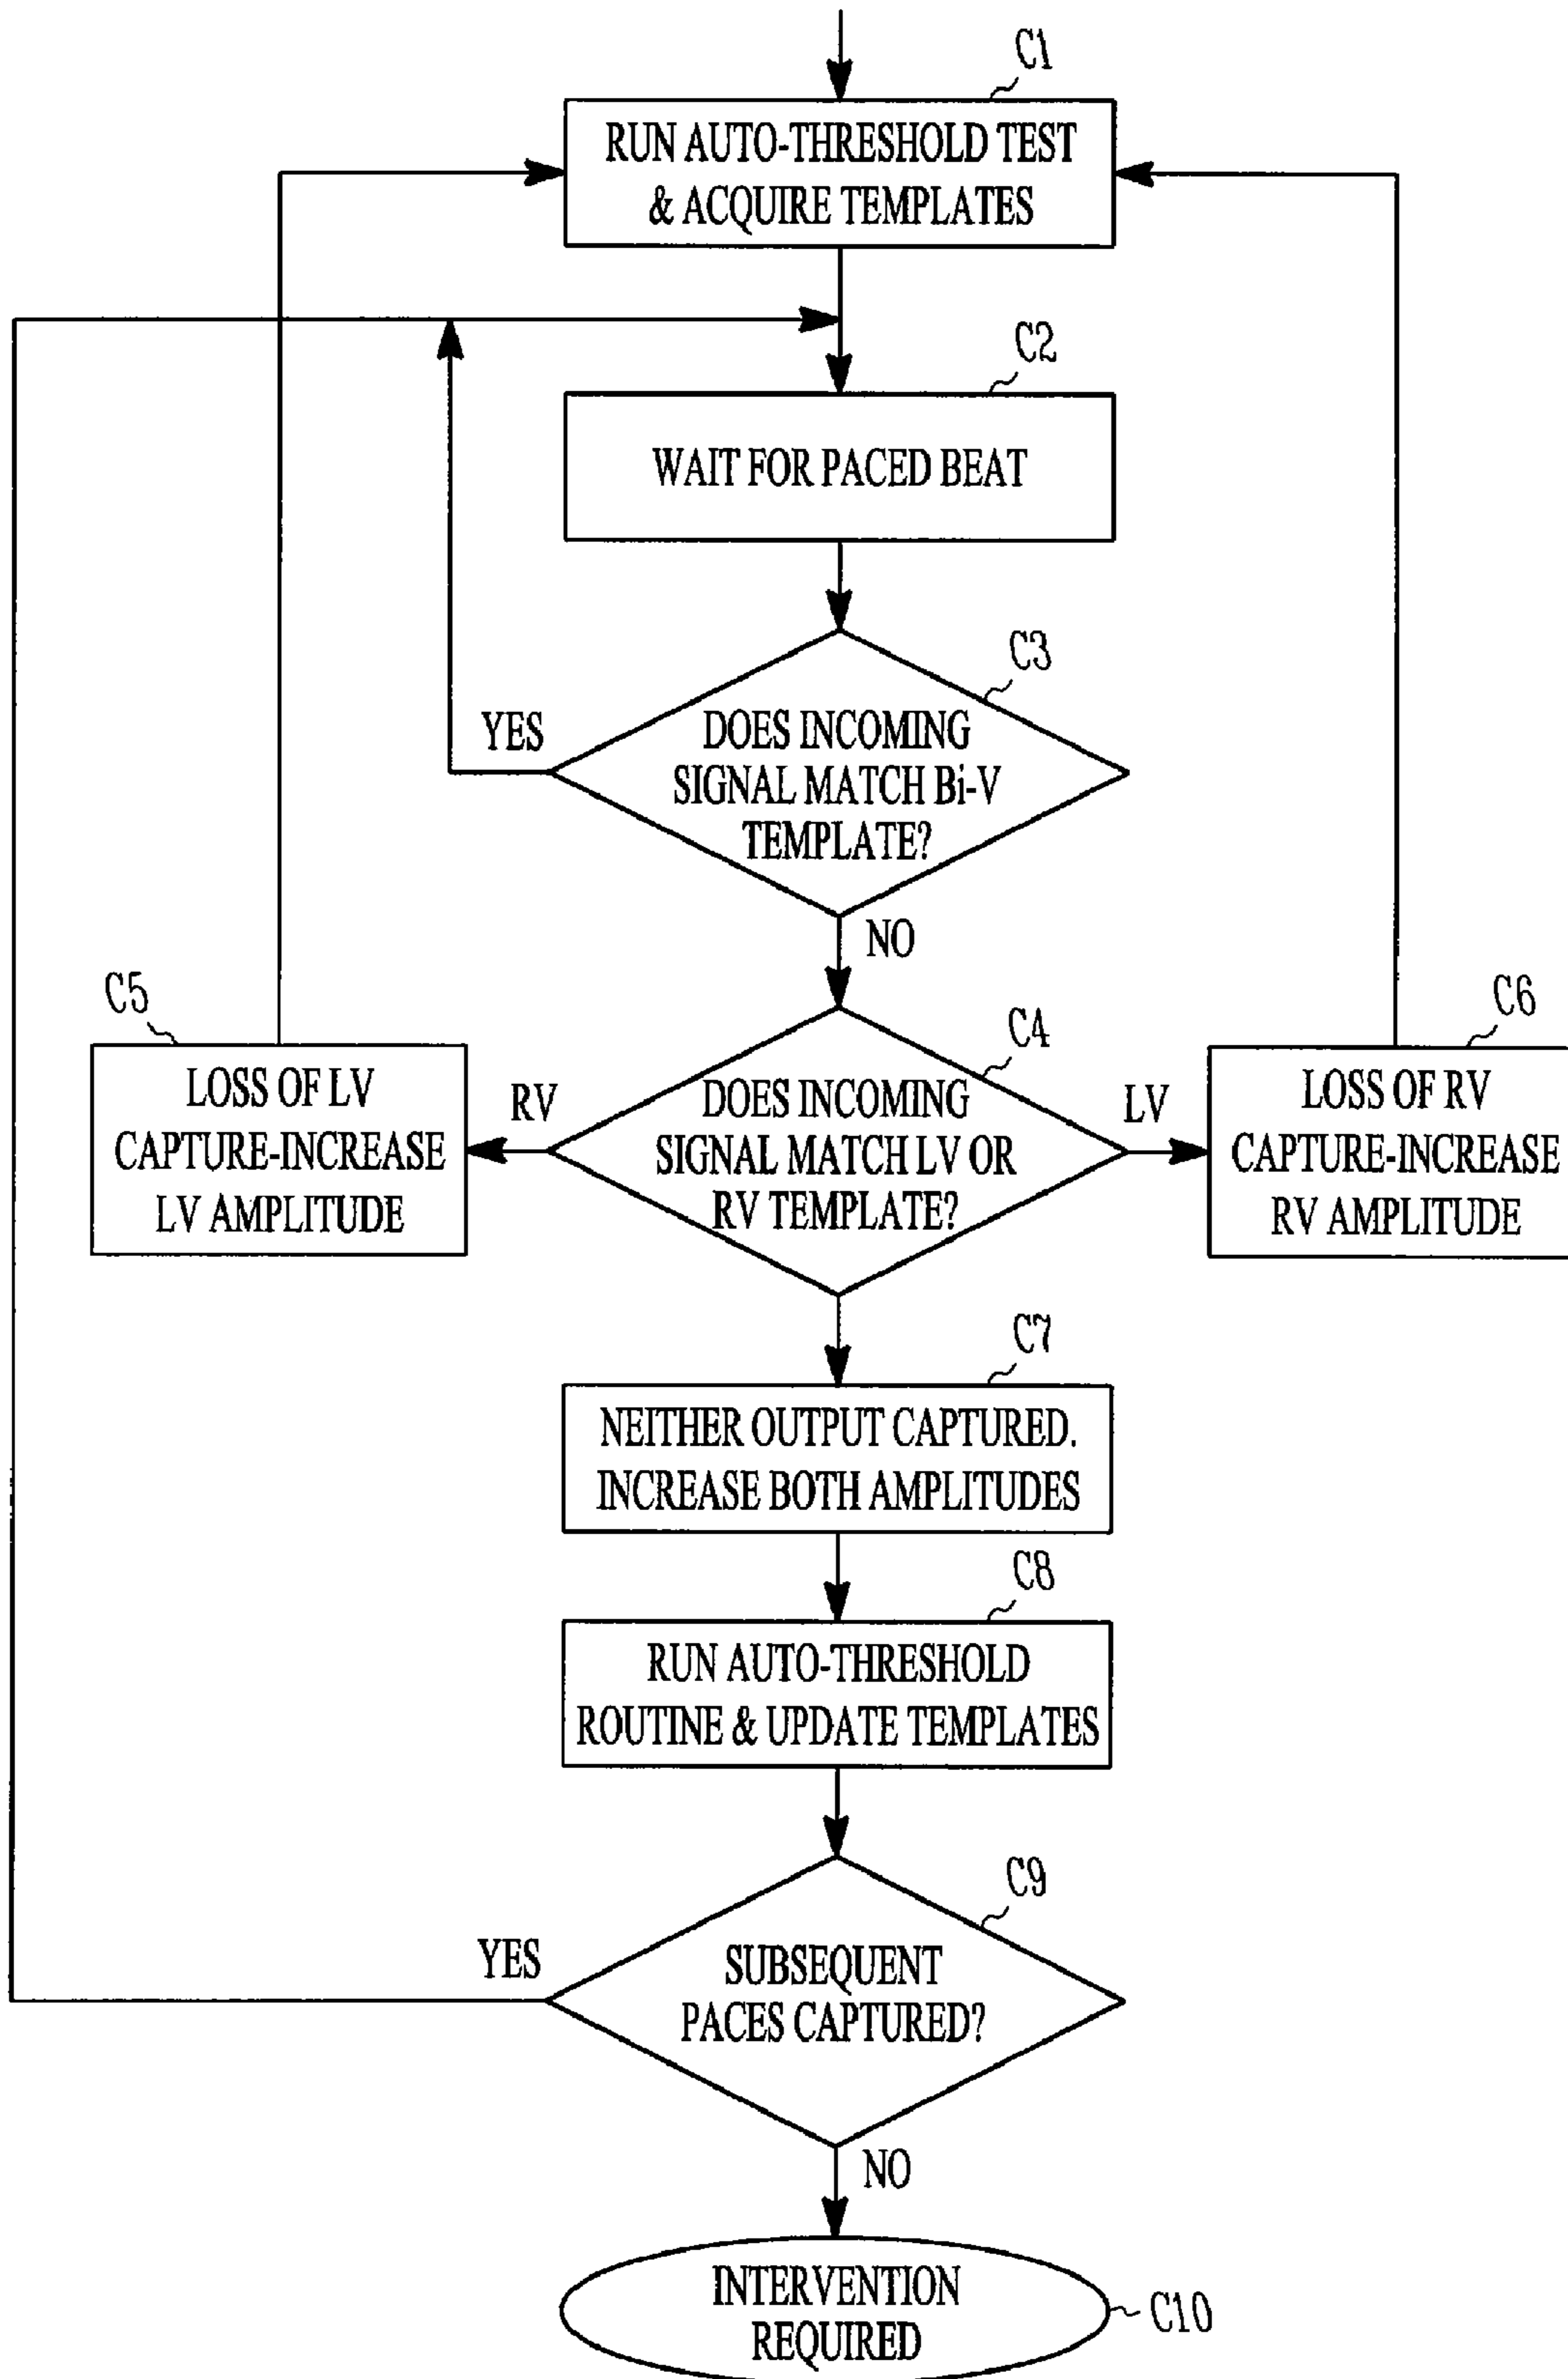 C1
RUN AUTO-THRESHOLD TEST
& ACQUIRE TEMPLATES
C2
WAIT FOR PACED BEAT
C3
DOES INCOMING
SIGNAL MATCH Bi-V
TEMPLATE?
YES
NO
C4
DOES INCOMING
SIGNAL MATCH LV OR
RV TEMPLATE?
RV
LV
C5
LOSS OF LV
CAPTURE-INCREASE
LV AMPLITUDE
C6
LOSS OF RV
CAPTURE-INCREASE
RV AMPLITUDE
C7
NEITHER OUTPUT CAPTURED.
INCREASE BOTH AMPLITUDES
C8
RUN AUTO-THRESHOLD
ROUTINE & UPDATE TEMPLATES
C9
SUBSEQUENT
PACES CAPTURED?
YES
NO
INTERVENTION
REQUIRED
C10